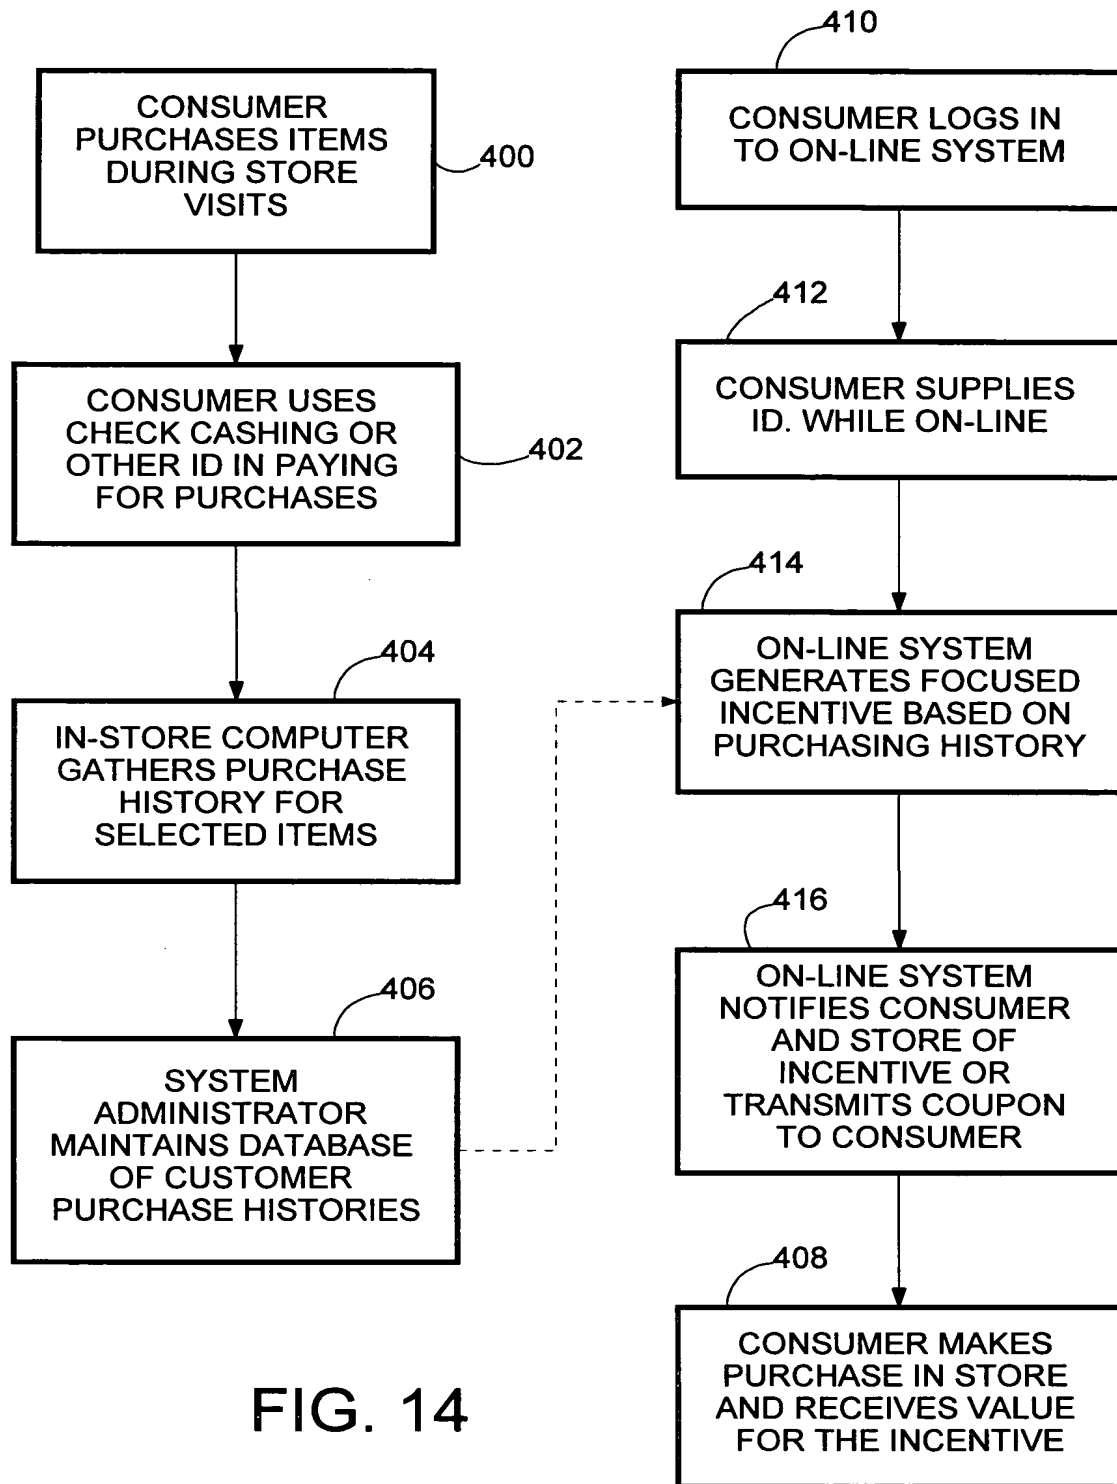 CONSUMER
PURCHASES ITEMS
DURING STORE
VISITS
400
CONSUMER USES
CHECK CASHING OR
OTHER ID IN PAYING
FOR PURCHASES
402
404
IN-STORE COMPUTER
GATHERS PURCHASE
HISTORY FOR
SELECTED ITEMS
406
SYSTEM
ADMINISTRATOR
MAINTAINS DATABASE
OF CUSTOMER
PURCHASE HISTORIES
410
CONSUMER LOGS IN
TO ON-LINE SYSTEM
412
CONSUMER SUPPLIES
ID. WHILE ON-LINE
414
ON-LINE SYSTEM
GENERATES FOCUSED
INCENTIVE BASED ON
PURCHASING HISTORY
416
ON-LINE SYSTEM
NOTIFIES CONSUMER
AND STORE OF
INCENTIVE OR
TRANSMITS COUPON
TO CONSUMER
408
CONSUMER MAKES
PURCHASE IN STORE
AND RECEIVES VALUE
FOR THE INCENTIVE
FIG. 14